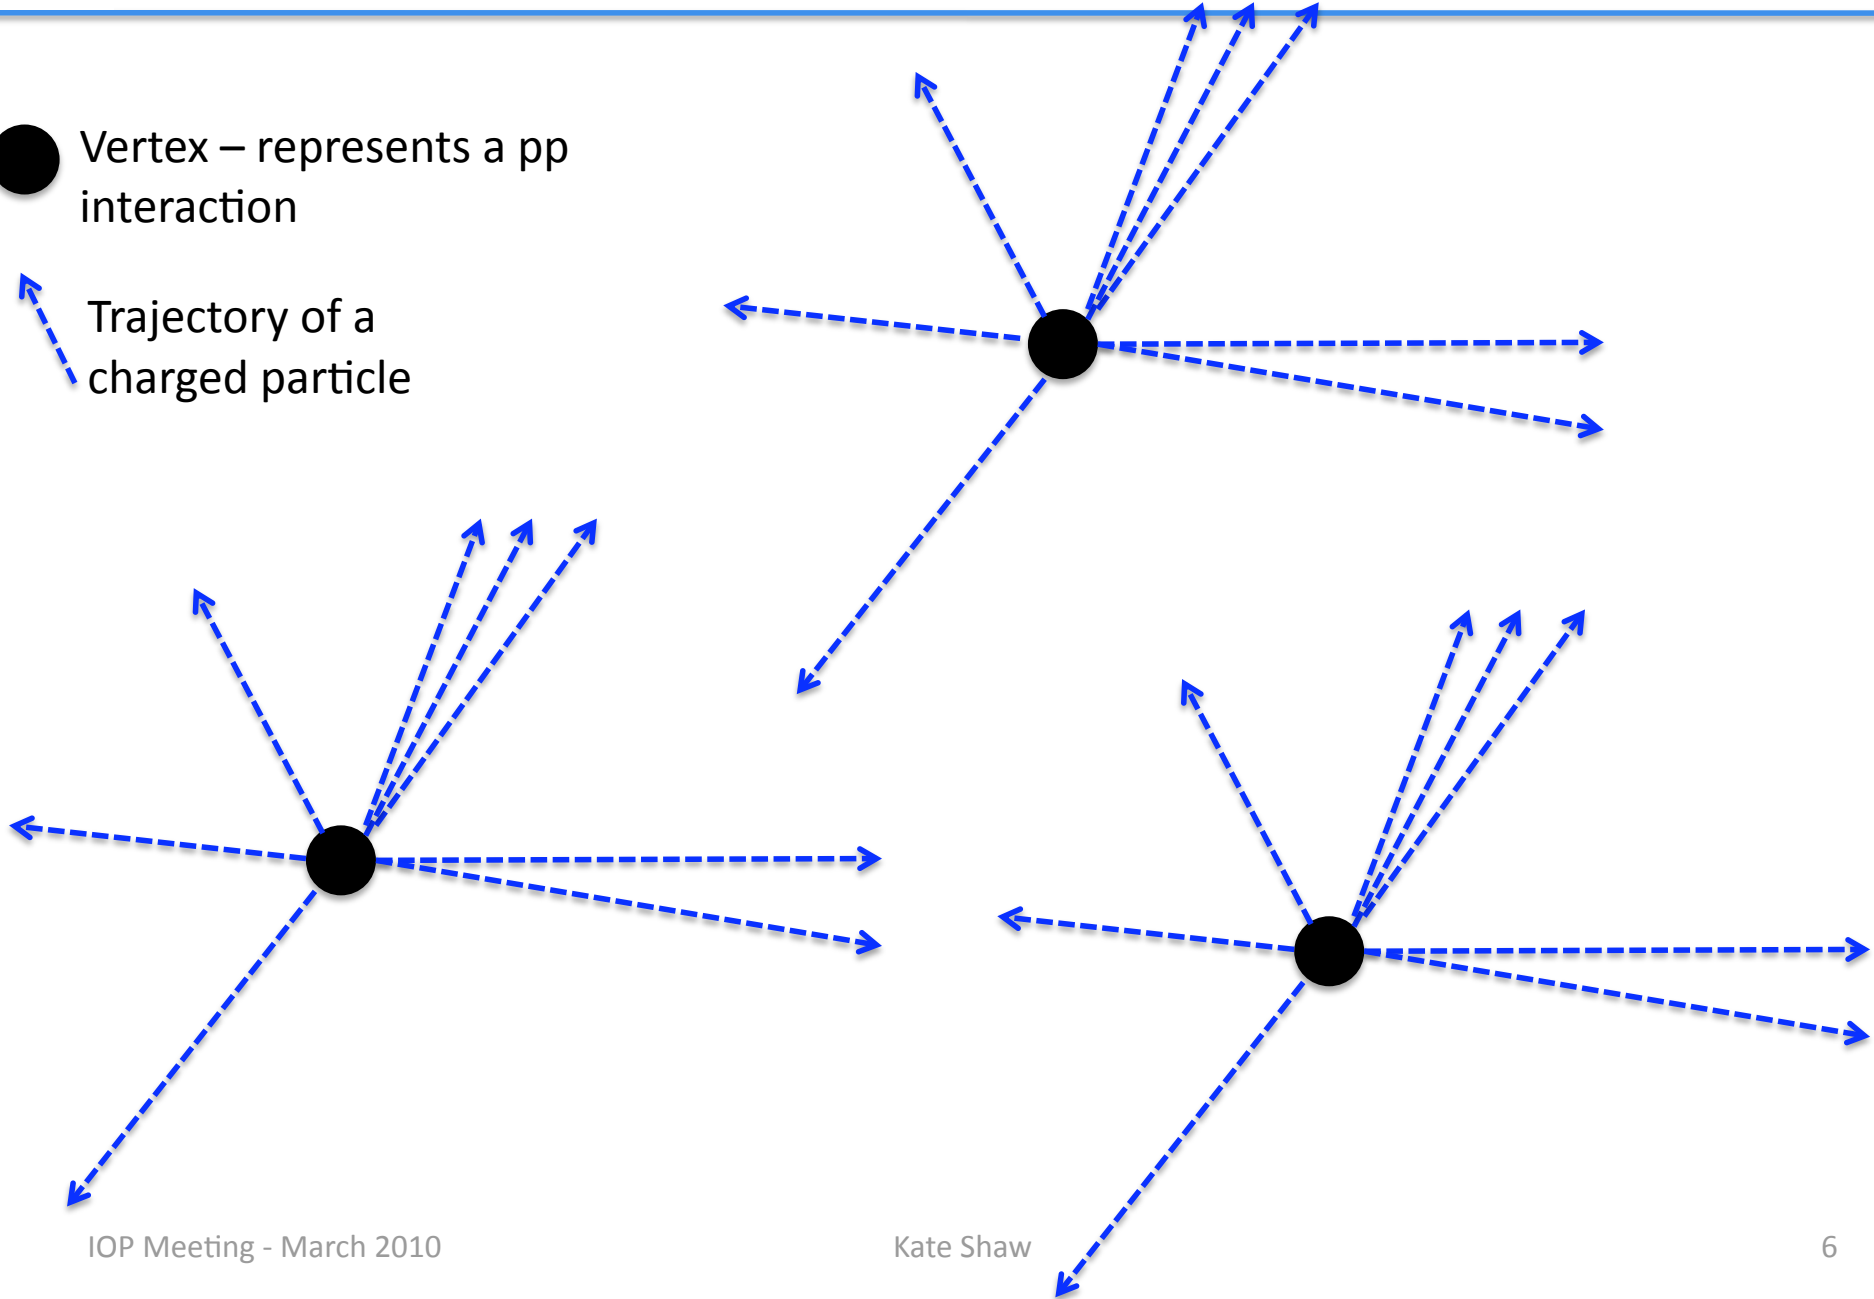 Vertex – represents a pp
interaction
Trajectory of a
charged particle
IOP Meeting - March 2010
Kate Shaw
6